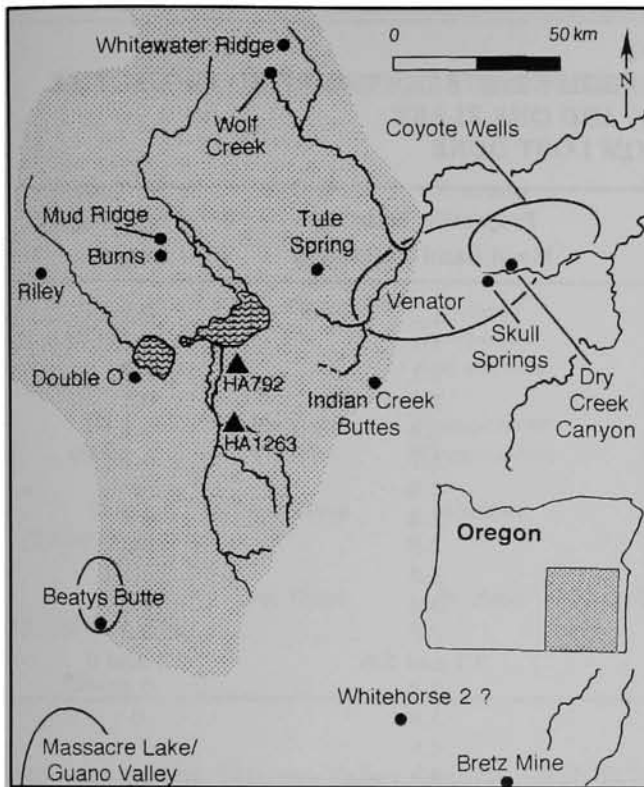 0 50 km
Whitewater Ridge
N
Wolf
Creek
Coyote Wells
Mud Ridge
Tule
Spring
Burns
Riley
Venator
Skull
Springs
Double O
HA792
Indian Creek
Buttes
Dry
Creek
Canyon
HA1263
Oregon
Beatys Butte
Whitehorse 2 ?
Massacre Lake/
Guano Valley
Bretz Mine